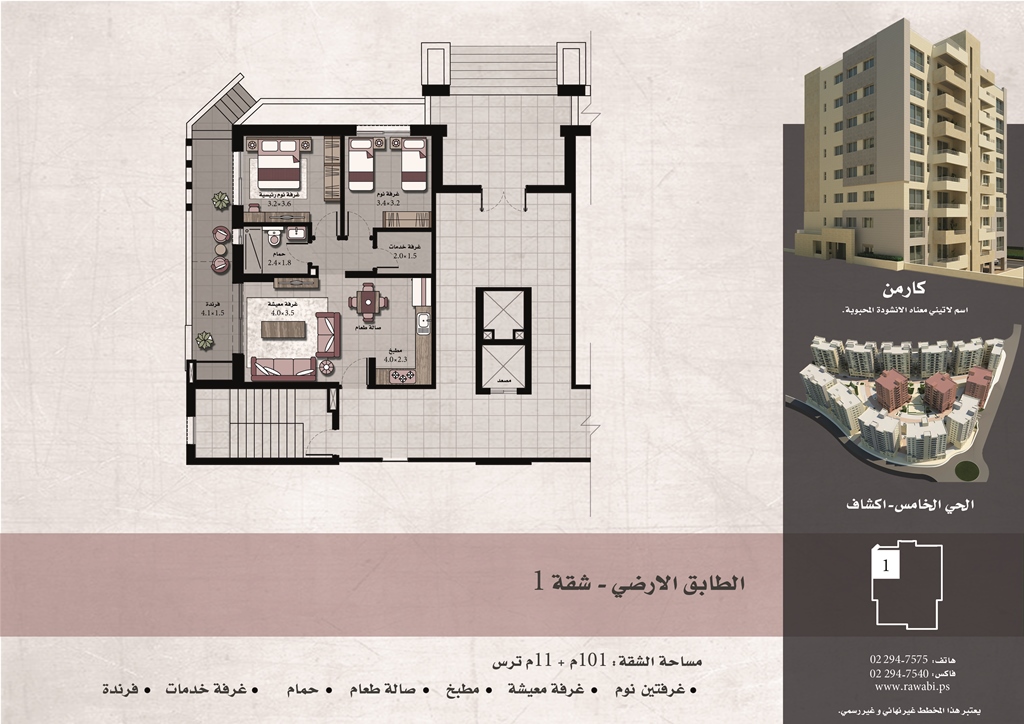 غرفة نوم رئيسية
3.2×3.6
غرفة نوم
3.4×3.2
غرفة خدمات
2.0×1.5
حمام
2.4×1.8
فرندة
4.1×1.5
غرفة معيشة
4.0×3.5
صالة طعام
مطبخ
4.0×2.3
مصعد
كارمن
اسم لاتيني معناه الانشودة المحبوبة.
الحي الخامس-اكشاف
1
الطابق الارضي - شقة 1
مساحة الشقة: 101م + 11م ترس
• غرفتين نوم • غرفة معيشة • مطبخ • صالة طعام • حمام • غرفة خدمات • فرندة
هاتف: 02 294-7575
فاكس: 02 294-7540
www.rawabi.ps
يعتبر هذا المخطط غير نهائي و غير رسمي.